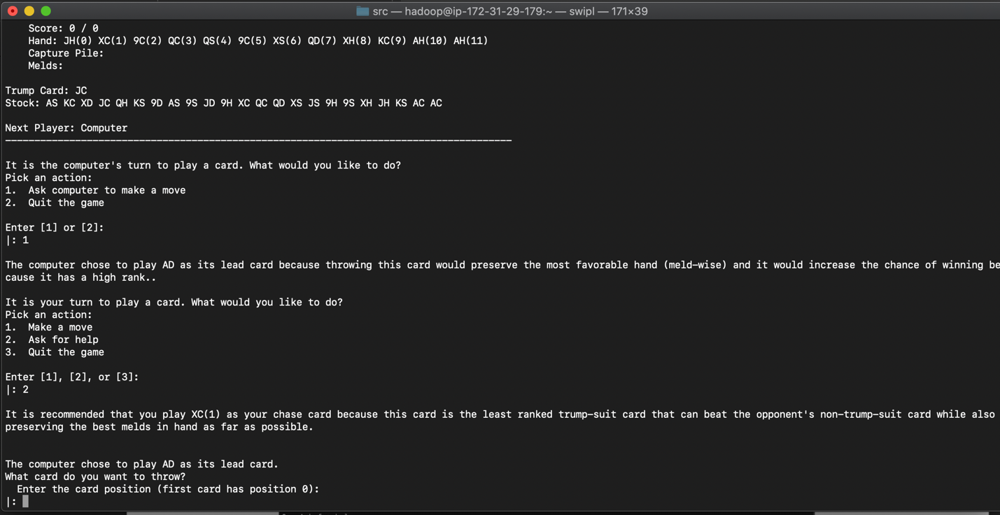 src — hadoop@ip-172-31-29-179:~ — swipl — 171×39
Score: 0 / 0
Hand: JH(0) XC(1) 9C(2) QC(3) QS(4) 9C(5) XS(6) QD(7) XH(8) KC(9) AH(10) AH(11)
Capture Pile:
Melds:
Trump Card: JC
Stock: AS KC XD JC QH KS 9D AS 9S JD 9H XC QC QD XS JS 9H 9S XH JH KS AC AC
Next Player: Computer
----------------------------------------------------------------------------------------
It is the computer's turn to play a card. What would you like to do?
Pick an action:
1.  Ask computer to make a move
2.  Quit the game
Enter [1] or [2]:
|: 1
The computer chose to play AD as its lead card because throwing this card would preserve the most favorable hand (meld-wise) and it would increase the chance of winning be
cause it has a high rank..
It is your turn to play a card. What would you like to do?
Pick an action:
1.  Make a move
2.  Ask for help
3.  Quit the game
Enter [1], [2], or [3]:
|: 2
It is recommended that you play XC(1) as your chase card because this card is the least ranked trump-suit card that can beat the opponent's non-trump-suit card while also
preserving the best melds in hand as far as possible.
The computer chose to play AD as its lead card.
What card do you want to throw?
Enter the card position (first card has position 0):
|: